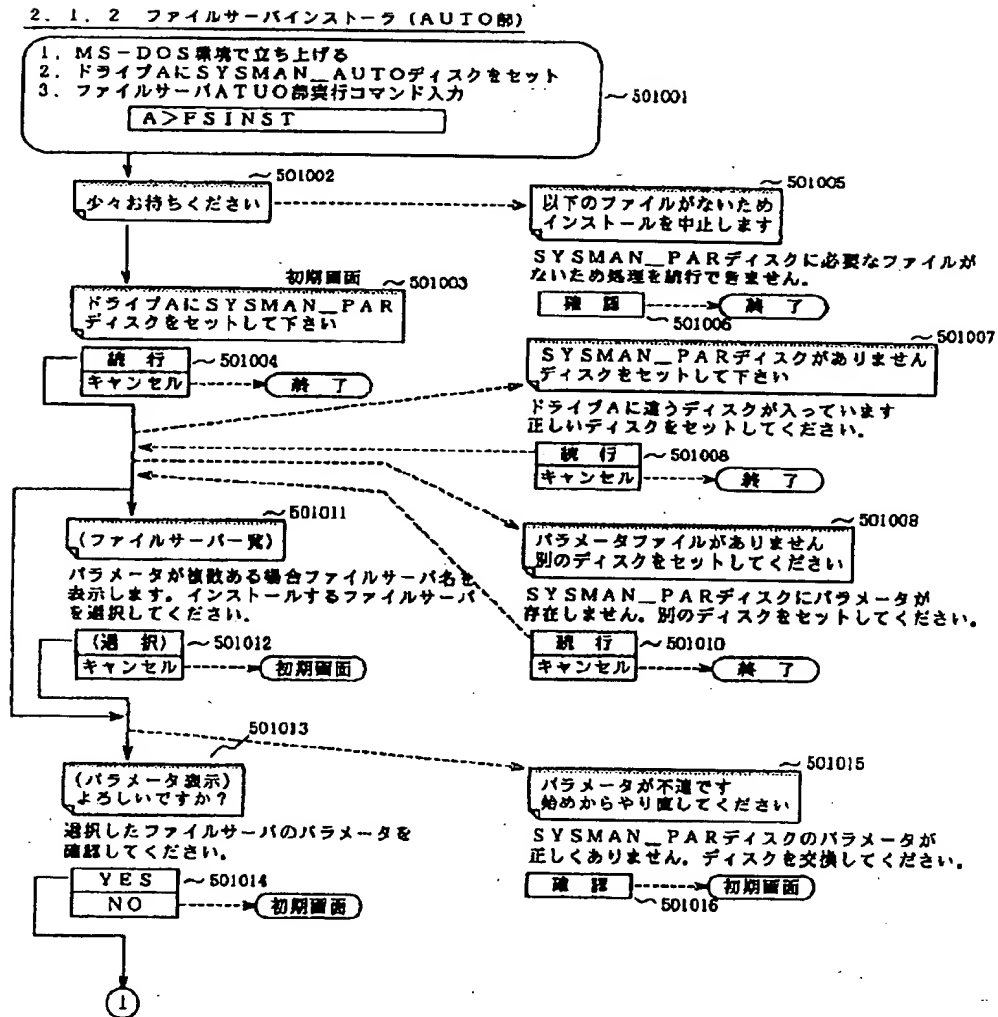 2.1.2 ファイルサーバインストーラ(AUTO部)
1. MS-DOS環境で立ち上げる
2. ドライブAにSYSMAN_AUTOディスクをセット
3. ファイルサーバATUO部実行コマンド入力
A>FSINST
~501001
~501002
少々お待ちください
~501005
以下のファイルがないため
インストールを中止します
SYSMAN_PARディスクに必要なファイルが
ないため処理を続行できません。
確 認
終 了
501006
初期画面
~501003
ドライブAにSYSMAN_PAR
ディスクをセットして下さい
続 行
~501004
キャンセル
終 了
~501007
SYSMAN_PARディスクがありません
ディスクをセットして下さい
ドライブAに違うディスクが入っています
正しいディスクをセットしてください。
続 行
~501008
キャンセル
終 了
~501011
(ファイルサーバ一覧)
パラメータが複数ある場合ファイルサーバ名を
表示します。インストールするファイルサーバ
を選択してください。
(選 択)
~501012
キャンセル
初期画面
~501008
パラメータファイルがありません
別のディスクをセットしてください
SYSMAN_PARディスクにパラメータが
存在しません。別のディスクをセットしてください。
続 行
~501010
キャンセル
終 了
501013
(パラメータ表示)
よろしいですか?
選択したファイルサーバのパラメータを
確認してください。
YES
~501014
NO
初期画面
~501015
パラメータが不適です
始めからやり直してください
SYSMAN_PARディスクのパラメータが
正しくありません。ディスクを交換してください。
確 認
初期画面
~501016
1